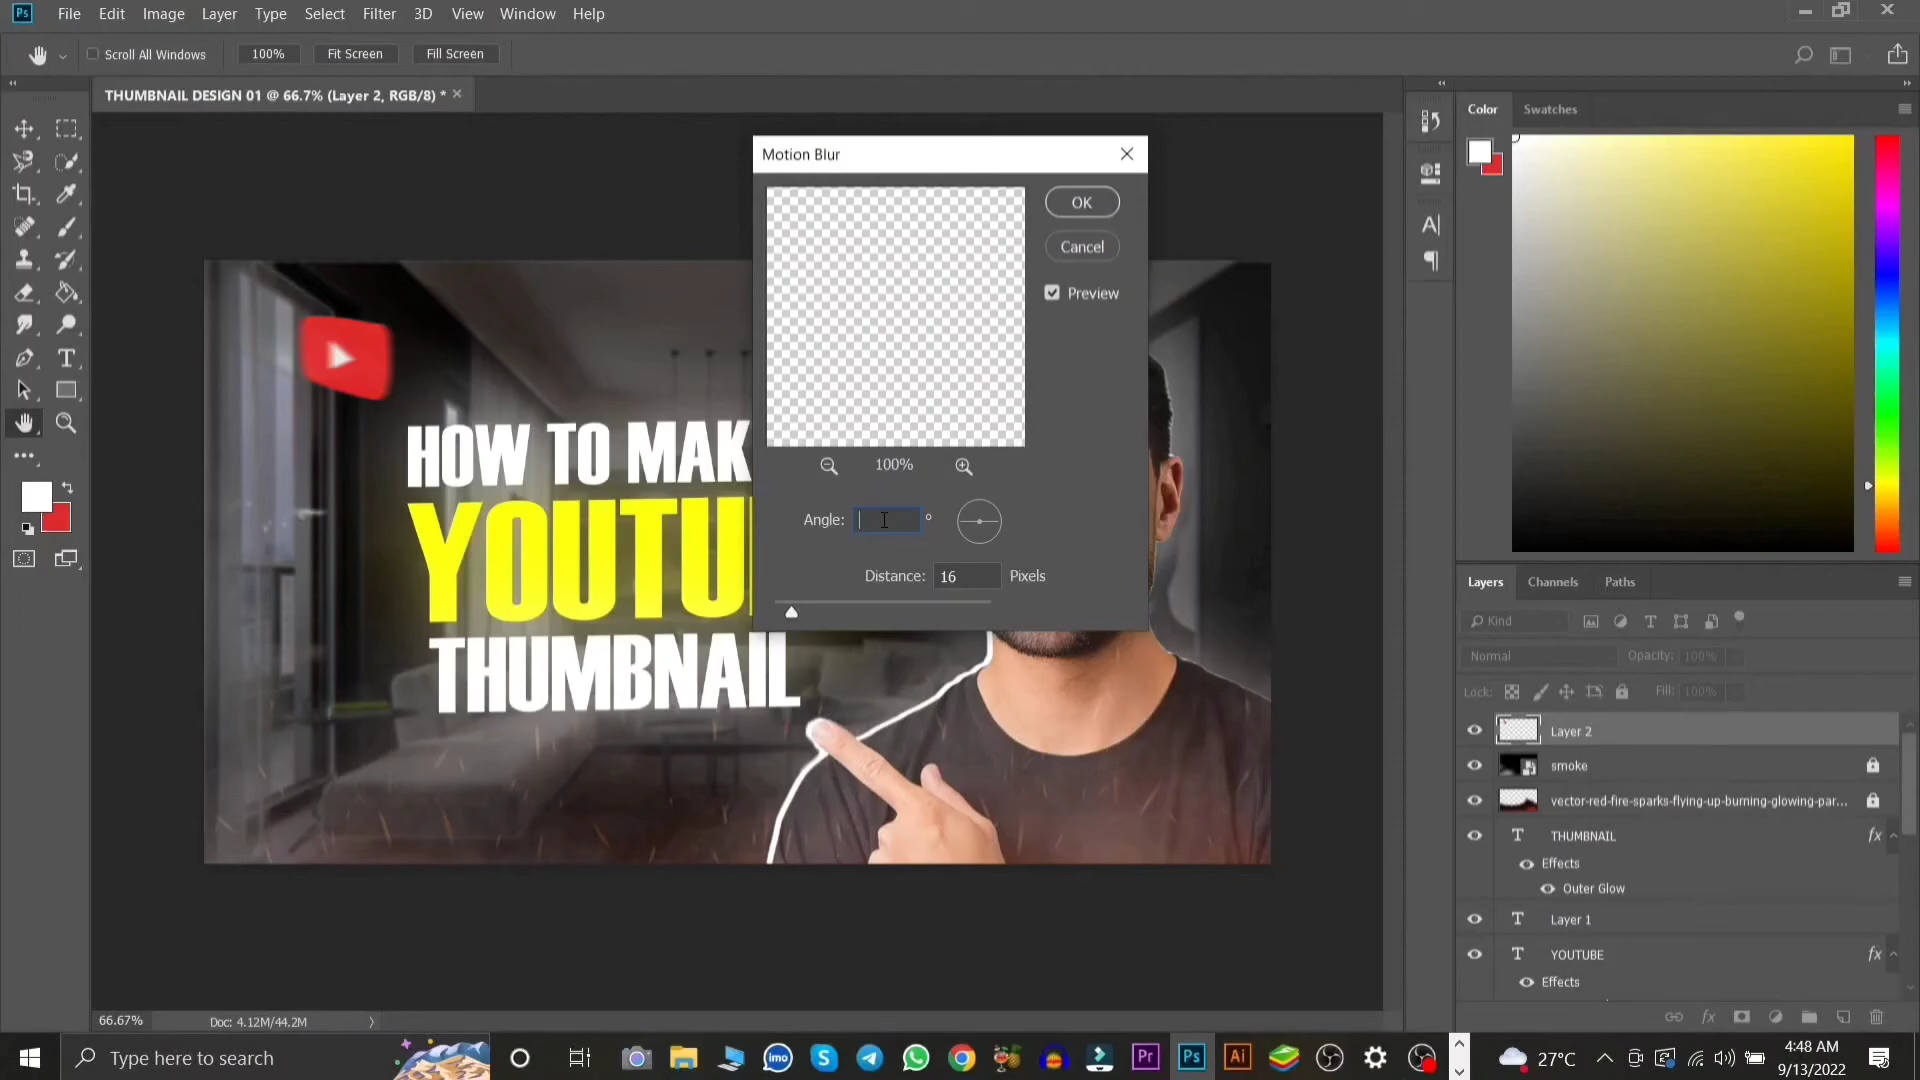 File Edit Image Layer Type Select Filter 3D View Window Help
Scroll All Windows 100% Fit Screen Fill Screen
THUMBNAIL DESIGN 01 @ 66.7% (Layer 2, RGB/8) *
Motion Blur
OK
Cancel
Preview
100%
Angle: °
Distance: 16 Pixels
HOW TO MAK
YOUTU
THUMBNAIL
Color Swatches
Layers Channels Paths
Kind
Normal Opacity: 100%
Lock: Fill: 100%
Layer 2
smoke
vector-red-fire-sparks-flying-up-burning-glowing-par...
THUMBNAIL fx
Effects
Outer Glow
Layer 1
YOUTUBE fx
Effects
66.67% Doc: 4.12M/44.2M
Type here to search
27°C
4:48 AM
9/13/2022